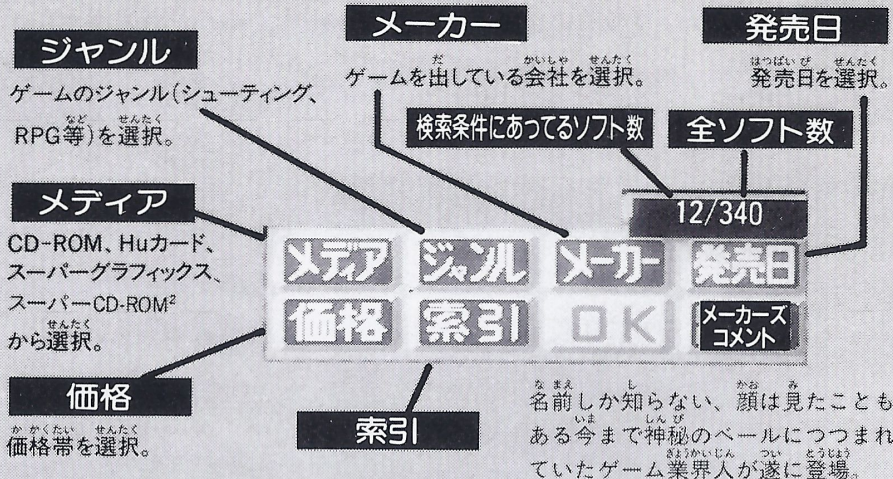 ジャンル
ゲームのジャンル(シューティング、
RPG等)を選択。
メーカー
ゲームを出している会社を選択。
発売日
発売日を選択。
検索条件にあってるソフト数
全ソフト数
12/340
メディア
CD-ROM、Huカード、
スーパーグラフィックス、
スーパーCD-ROM²
から選択。
メディア ジャンル メーカー 発売日
価格 索引 OK メーカーズ
コメント
価格
価格帯を選択。
索引
名前しか知らない、顔は見たことも
ある今まで神秘のベールにつつまれ
ていたゲーム業界人が遂に登場。